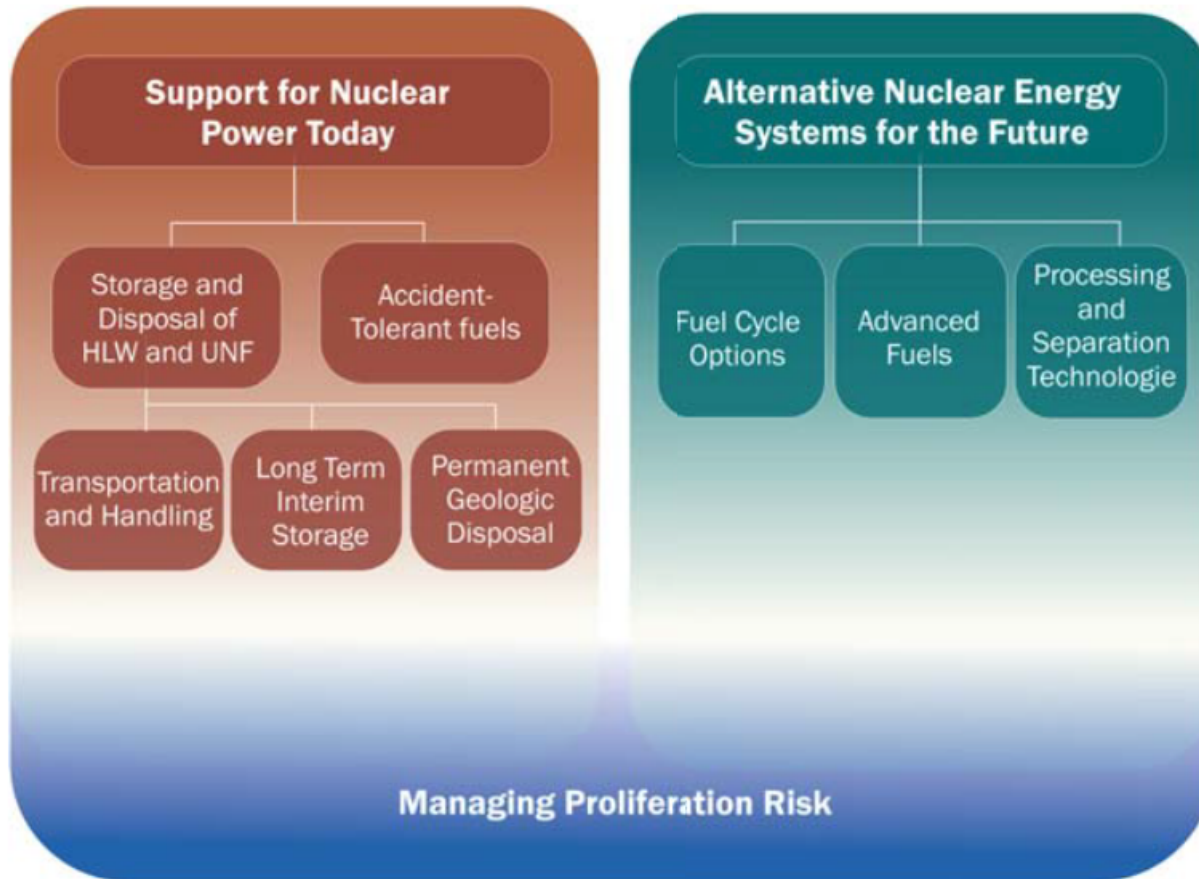 Support for Nuclear
Power Today
Storage and
Disposal of
HLW and UNF
Accident-
Tolerant fuels
Transportation
and Handling
Long Term
Interim
Storage
Permanent
Geologic
Disposal
Alternative Nuclear Energy
Systems for the Future
Fuel Cycle
Options
Advanced
Fuels
Processing
and
Separation
Technologie
Managing Proliferation Risk